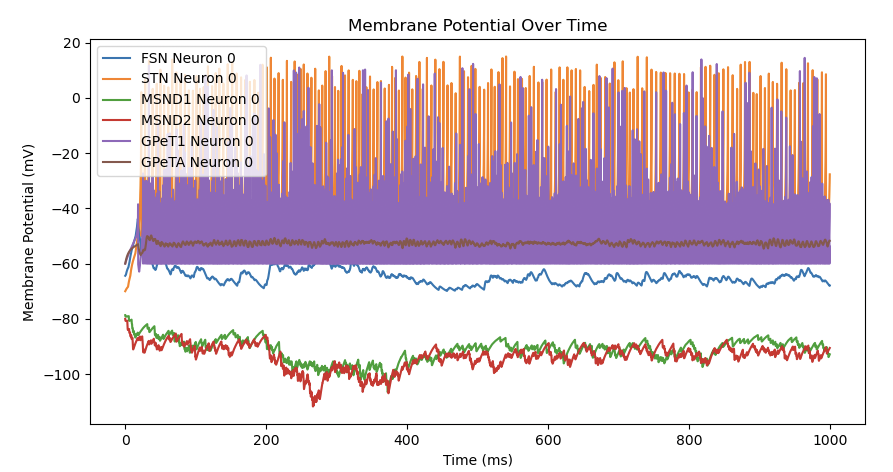 Membrane Potential Over Time
Membrane Potential (mV)
20
0
−20
−40
−60
−80
−100
FSN Neuron 0
STN Neuron 0
MSND1 Neuron 0
MSND2 Neuron 0
GPeT1 Neuron 0
GPeTA Neuron 0
0 200 400 600 800 1000
Time (ms)